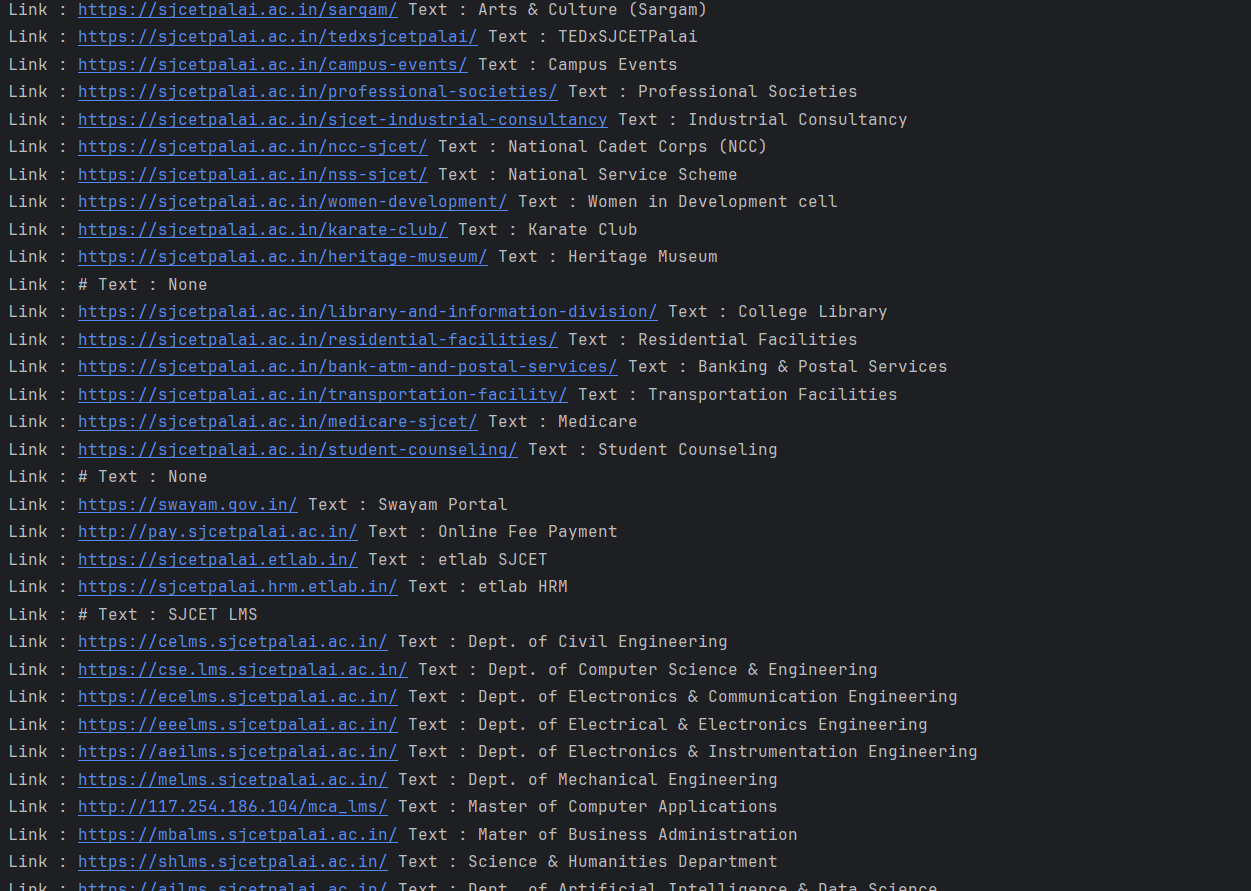 Link : https://sjcetpalai.ac.in/sargam/ Text : Arts & Culture (Sargam)
Link : https://sjcetpalai.ac.in/tedxsjcetpalai/ Text : TEDxSJCETPalai
Link : https://sjcetpalai.ac.in/campus-events/ Text : Campus Events
Link : https://sjcetpalai.ac.in/professional-societies/ Text : Professional Societies
Link : https://sjcetpalai.ac.in/sjcet-industrial-consultancy Text : Industrial Consultancy
Link : https://sjcetpalai.ac.in/ncc-sjcet/ Text : National Cadet Corps (NCC)
Link : https://sjcetpalai.ac.in/nss-sjcet/ Text : National Service Scheme
Link : https://sjcetpalai.ac.in/women-development/ Text : Women in Development cell
Link : https://sjcetpalai.ac.in/karate-club/ Text : Karate Club
Link : https://sjcetpalai.ac.in/heritage-museum/ Text : Heritage Museum
Link : # Text : None
Link : https://sjcetpalai.ac.in/library-and-information-division/ Text : College Library
Link : https://sjcetpalai.ac.in/residential-facilities/ Text : Residential Facilities
Link : https://sjcetpalai.ac.in/bank-atm-and-postal-services/ Text : Banking & Postal Services
Link : https://sjcetpalai.ac.in/transportation-facility/ Text : Transportation Facilities
Link : https://sjcetpalai.ac.in/medicare-sjcet/ Text : Medicare
Link : https://sjcetpalai.ac.in/student-counseling/ Text : Student Counseling
Link : # Text : None
Link : https://swayam.gov.in/ Text : Swayam Portal
Link : http://pay.sjcetpalai.ac.in/ Text : Online Fee Payment
Link : https://sjcetpalai.etlab.in/ Text : etlab SJCET
Link : https://sjcetpalai.hrm.etlab.in/ Text : etlab HRM
Link : # Text : SJCET LMS
Link : https://celms.sjcetpalai.ac.in/ Text : Dept. of Civil Engineering
Link : https://cse.lms.sjcetpalai.ac.in/ Text : Dept. of Computer Science & Engineering
Link : https://ecelms.sjcetpalai.ac.in/ Text : Dept. of Electronics & Communication Engineering
Link : https://eeelms.sjcetpalai.ac.in/ Text : Dept. of Electrical & Electronics Engineering
Link : https://aeilms.sjcetpalai.ac.in/ Text : Dept. of Electronics & Instrumentation Engineering
Link : https://melms.sjcetpalai.ac.in/ Text : Dept. of Mechanical Engineering
Link : http://117.254.186.104/mca_lms/ Text : Master of Computer Applications
Link : https://mbalms.sjcetpalai.ac.in/ Text : Mater of Business Administration
Link : https://shlms.sjcetpalai.ac.in/ Text : Science & Humanities Department
Link : https://ailms.sjcetpalai.ac.in/ Text : Dept. of Artificial Intelligence & Data Science